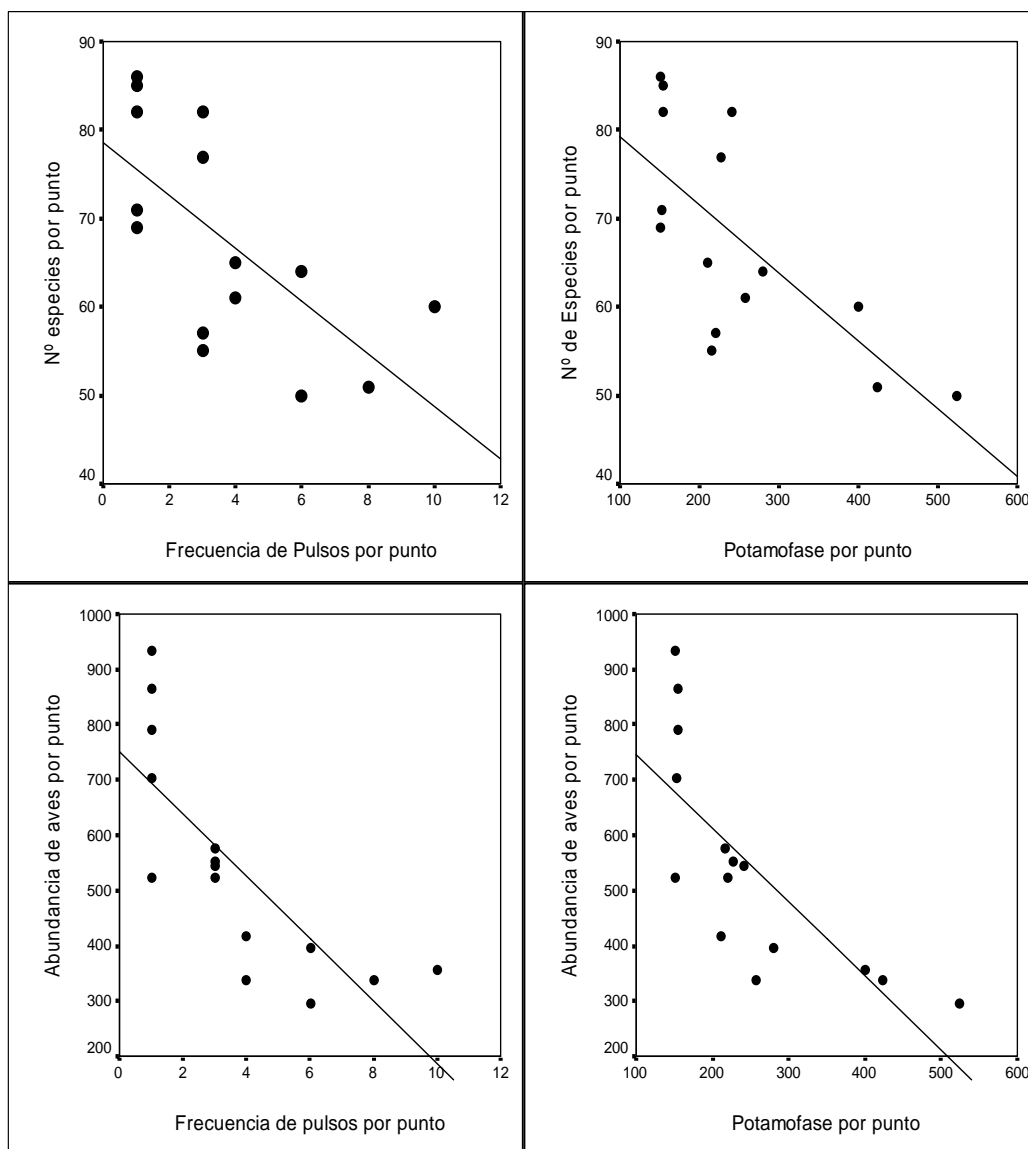 90
80
70
60
50
40
Nº especies por punto
0 2 4 6 8 10 12
Frecuencia de Pulsos por punto
90
80
70
60
50
40
Nº de Especies por punto
100 200 300 400 500 600
Potamofase por punto
1000
900
800
700
600
500
400
300
200
Abundancia de aves por punto
0 2 4 6 8 10 12
Frecuencia de pulsos por punto
1000
900
800
700
600
500
400
300
200
Abundancia de aves por punto
100 200 300 400 500 600
Potamofase por punto